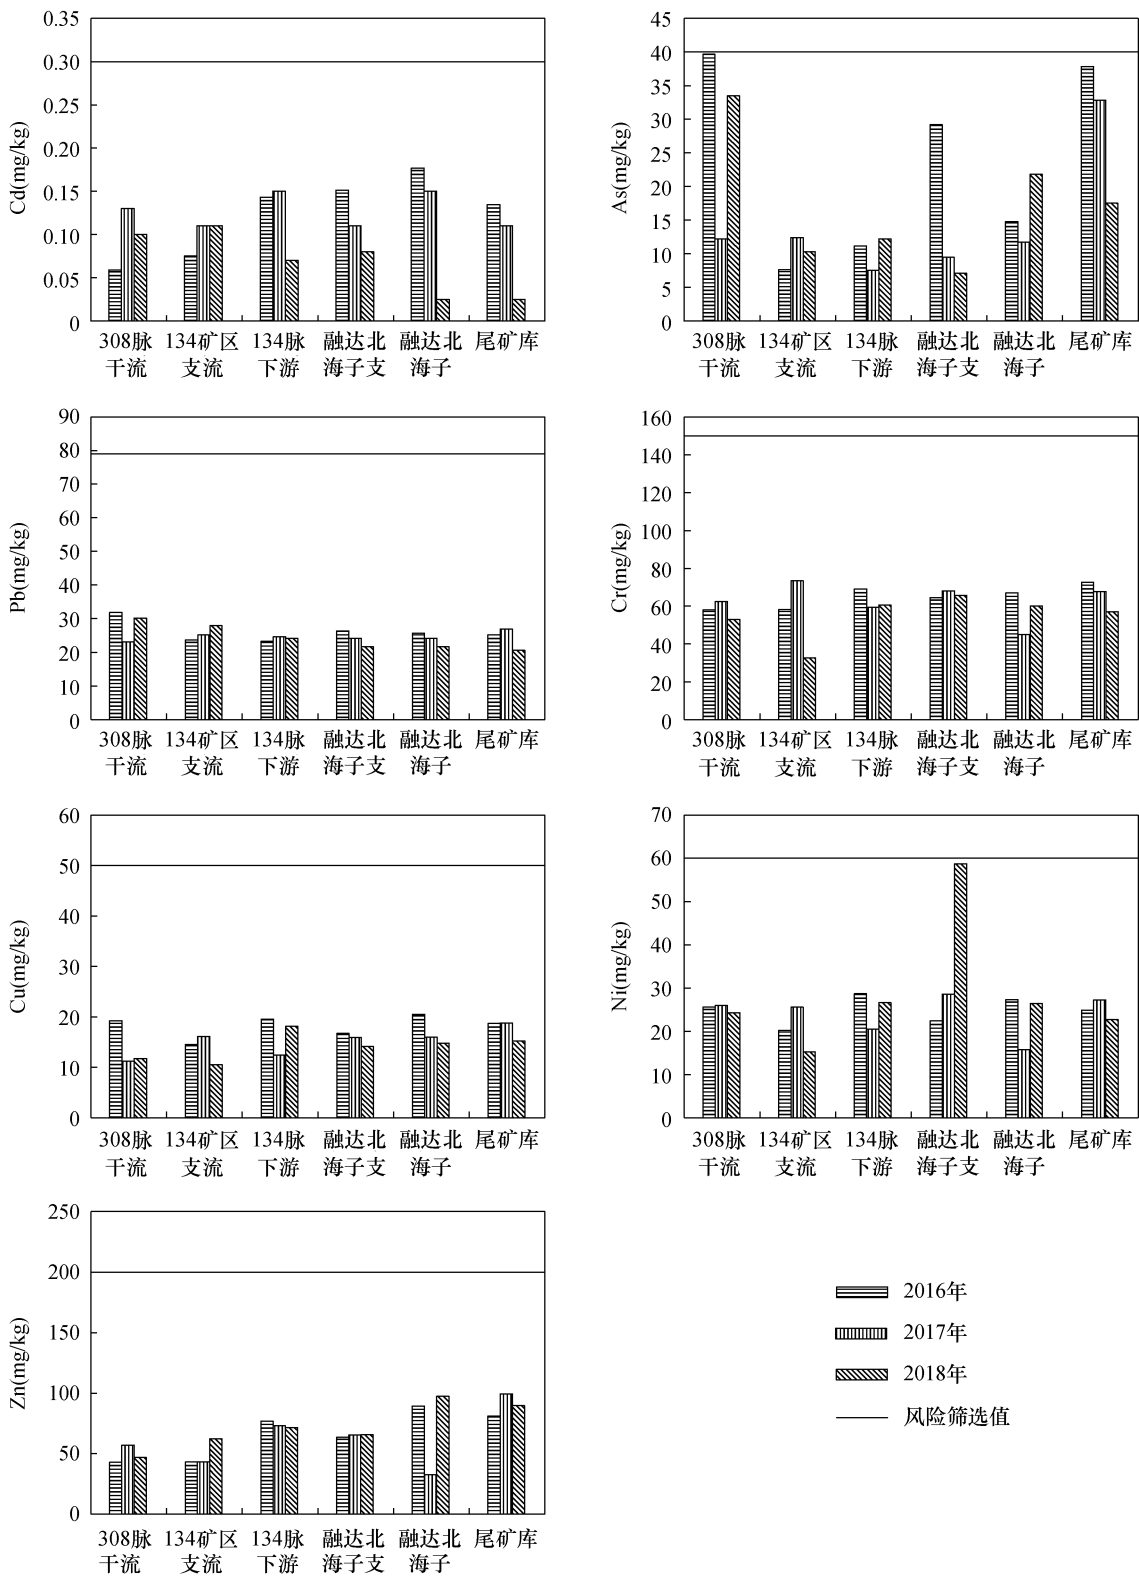 0.35
0.30
0.25
0.20
0.15
0.10
0.05
0
Cd(mg/kg)
308脉
干流
134矿区
支流
134脉
下游
融达北
海子支
融达北
海子
尾矿库
45
40
35
30
25
20
15
10
5
0
As(mg/kg)
308脉
干流
134矿区
支流
134脉
下游
融达北
海子支
融达北
海子
尾矿库
90
80
70
60
50
40
30
20
10
0
Pb(mg/kg)
308脉
干流
134矿区
支流
134脉
下游
融达北
海子支
融达北
海子
尾矿库
160
140
120
100
80
60
40
20
0
Cr(mg/kg)
308脉
干流
134矿区
支流
134脉
下游
融达北
海子支
融达北
海子
尾矿库
60
50
40
30
20
10
0
Cu(mg/kg)
308脉
干流
134矿区
支流
134脉
下游
融达北
海子支
融达北
海子
尾矿库
70
60
50
40
30
20
10
0
Ni(mg/kg)
308脉
干流
134矿区
支流
134脉
下游
融达北
海子支
融达北
海子
尾矿库
250
200
150
100
50
0
Zn(mg/kg)
308脉
干流
134矿区
支流
134脉
下游
融达北
海子支
融达北
海子
尾矿库
2016年
2017年
2018年
风险筛选值